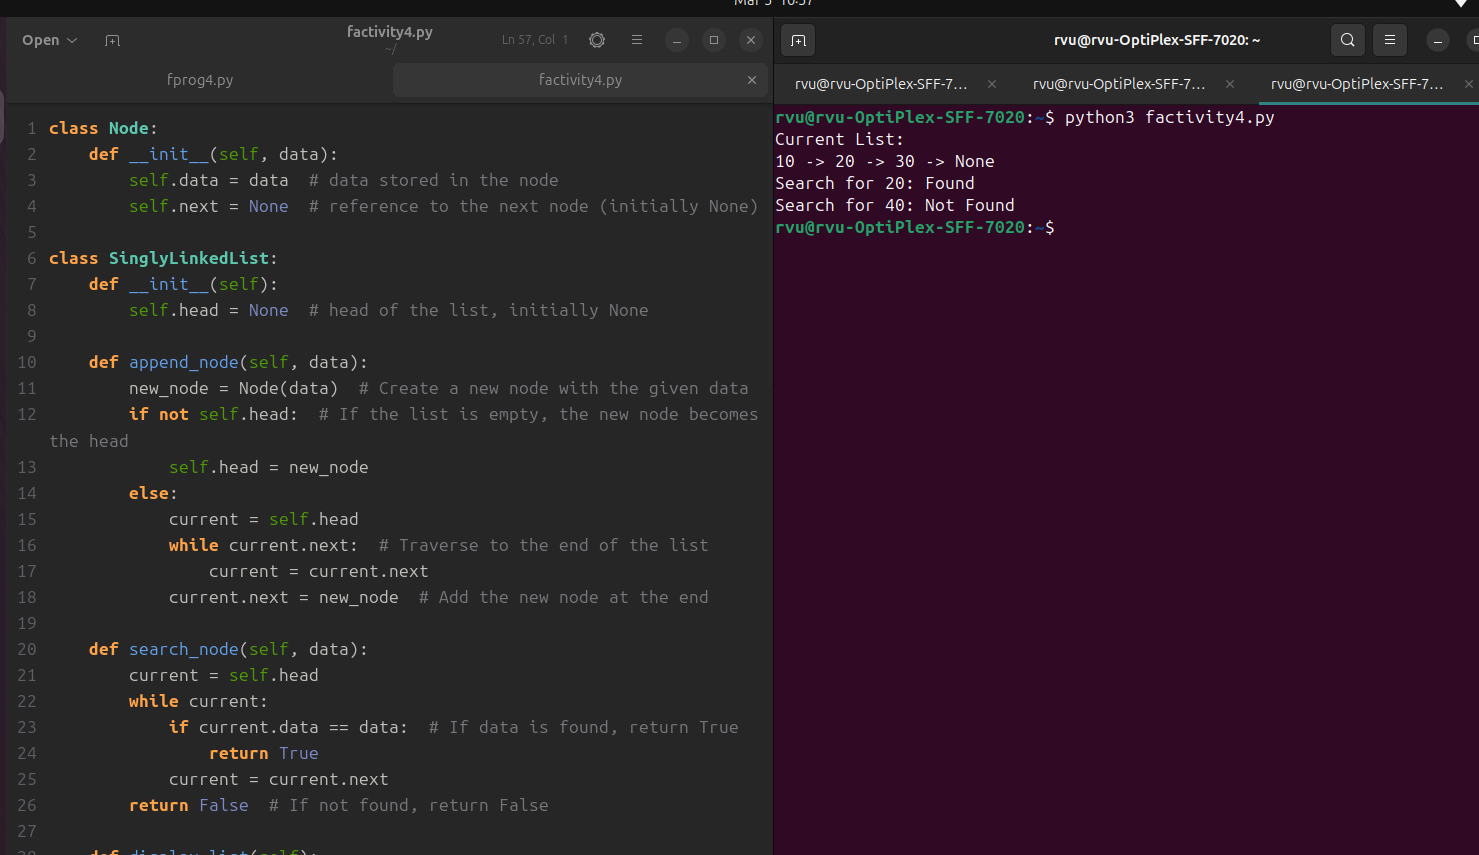 Mar 5 10:57
Open
factivity4.py
~/
Ln 57, Col 1
fprog4.py
factivity4.py
1 class Node:
2     def __init__(self, data):
3         self.data = data  # data stored in the node
4         self.next = None  # reference to the next node (initially None)
5
6 class SinglyLinkedList:
7     def __init__(self):
8         self.head = None  # head of the list, initially None
9
10     def append_node(self, data):
11         new_node = Node(data)  # Create a new node with the given data
12         if not self.head:  # If the list is empty, the new node becomes
the head
13             self.head = new_node
14         else:
15             current = self.head
16             while current.next:  # Traverse to the end of the list
17                 current = current.next
18             current.next = new_node  # Add the new node at the end
19
20     def search_node(self, data):
21         current = self.head
22         while current:
23             if current.data == data:  # If data is found, return True
24                 return True
25             current = current.next
26         return False  # If not found, return False
27
28     def display_list(self):
rvu@rvu-OptiPlex-SFF-7020: ~
rvu@rvu-OptiPlex-SFF-7...
rvu@rvu-OptiPlex-SFF-7...
rvu@rvu-OptiPlex-SFF-7...
rvu@rvu-OptiPlex-SFF-7020:~$ python3 factivity4.py
Current List:
10 -> 20 -> 30 -> None
Search for 20: Found
Search for 40: Not Found
rvu@rvu-OptiPlex-SFF-7020:~$